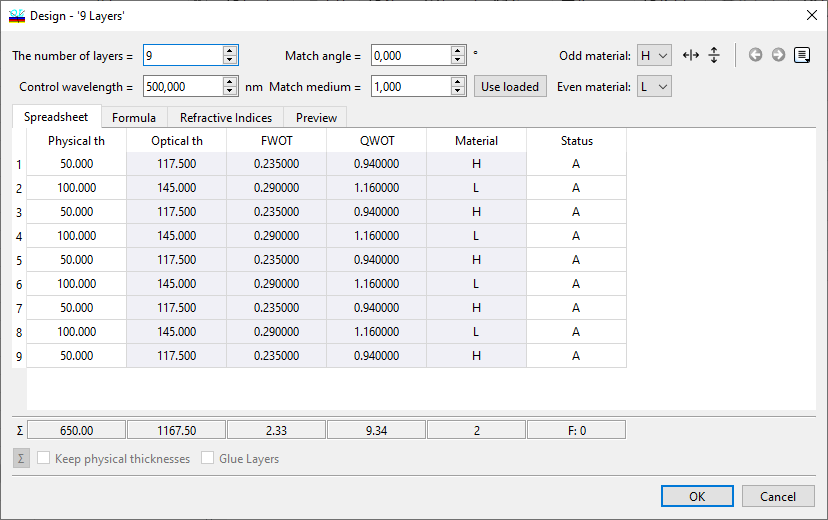 Design - '9 Layers'
The number of layers = 9 Match angle = 0,000 ° Odd material: H
Control wavelength = 500,000 nm Match medium = 1,000 Use loaded Even material: L
Spreadsheet Formula Refractive Indices Preview
Physical th Optical th FWOT QWOT Material Status
1 50.000 117.500 0.235000 0.940000 H A
2 100.000 145.000 0.290000 1.160000 L A
3 50.000 117.500 0.235000 0.940000 H A
4 100.000 145.000 0.290000 1.160000 L A
5 50.000 117.500 0.235000 0.940000 H A
6 100.000 145.000 0.290000 1.160000 L A
7 50.000 117.500 0.235000 0.940000 H A
8 100.000 145.000 0.290000 1.160000 L A
9 50.000 117.500 0.235000 0.940000 H A
Σ 650.00 1167.50 2.33 9.34 2 F: 0
Σ Keep physical thicknesses Glue Layers
OK Cancel